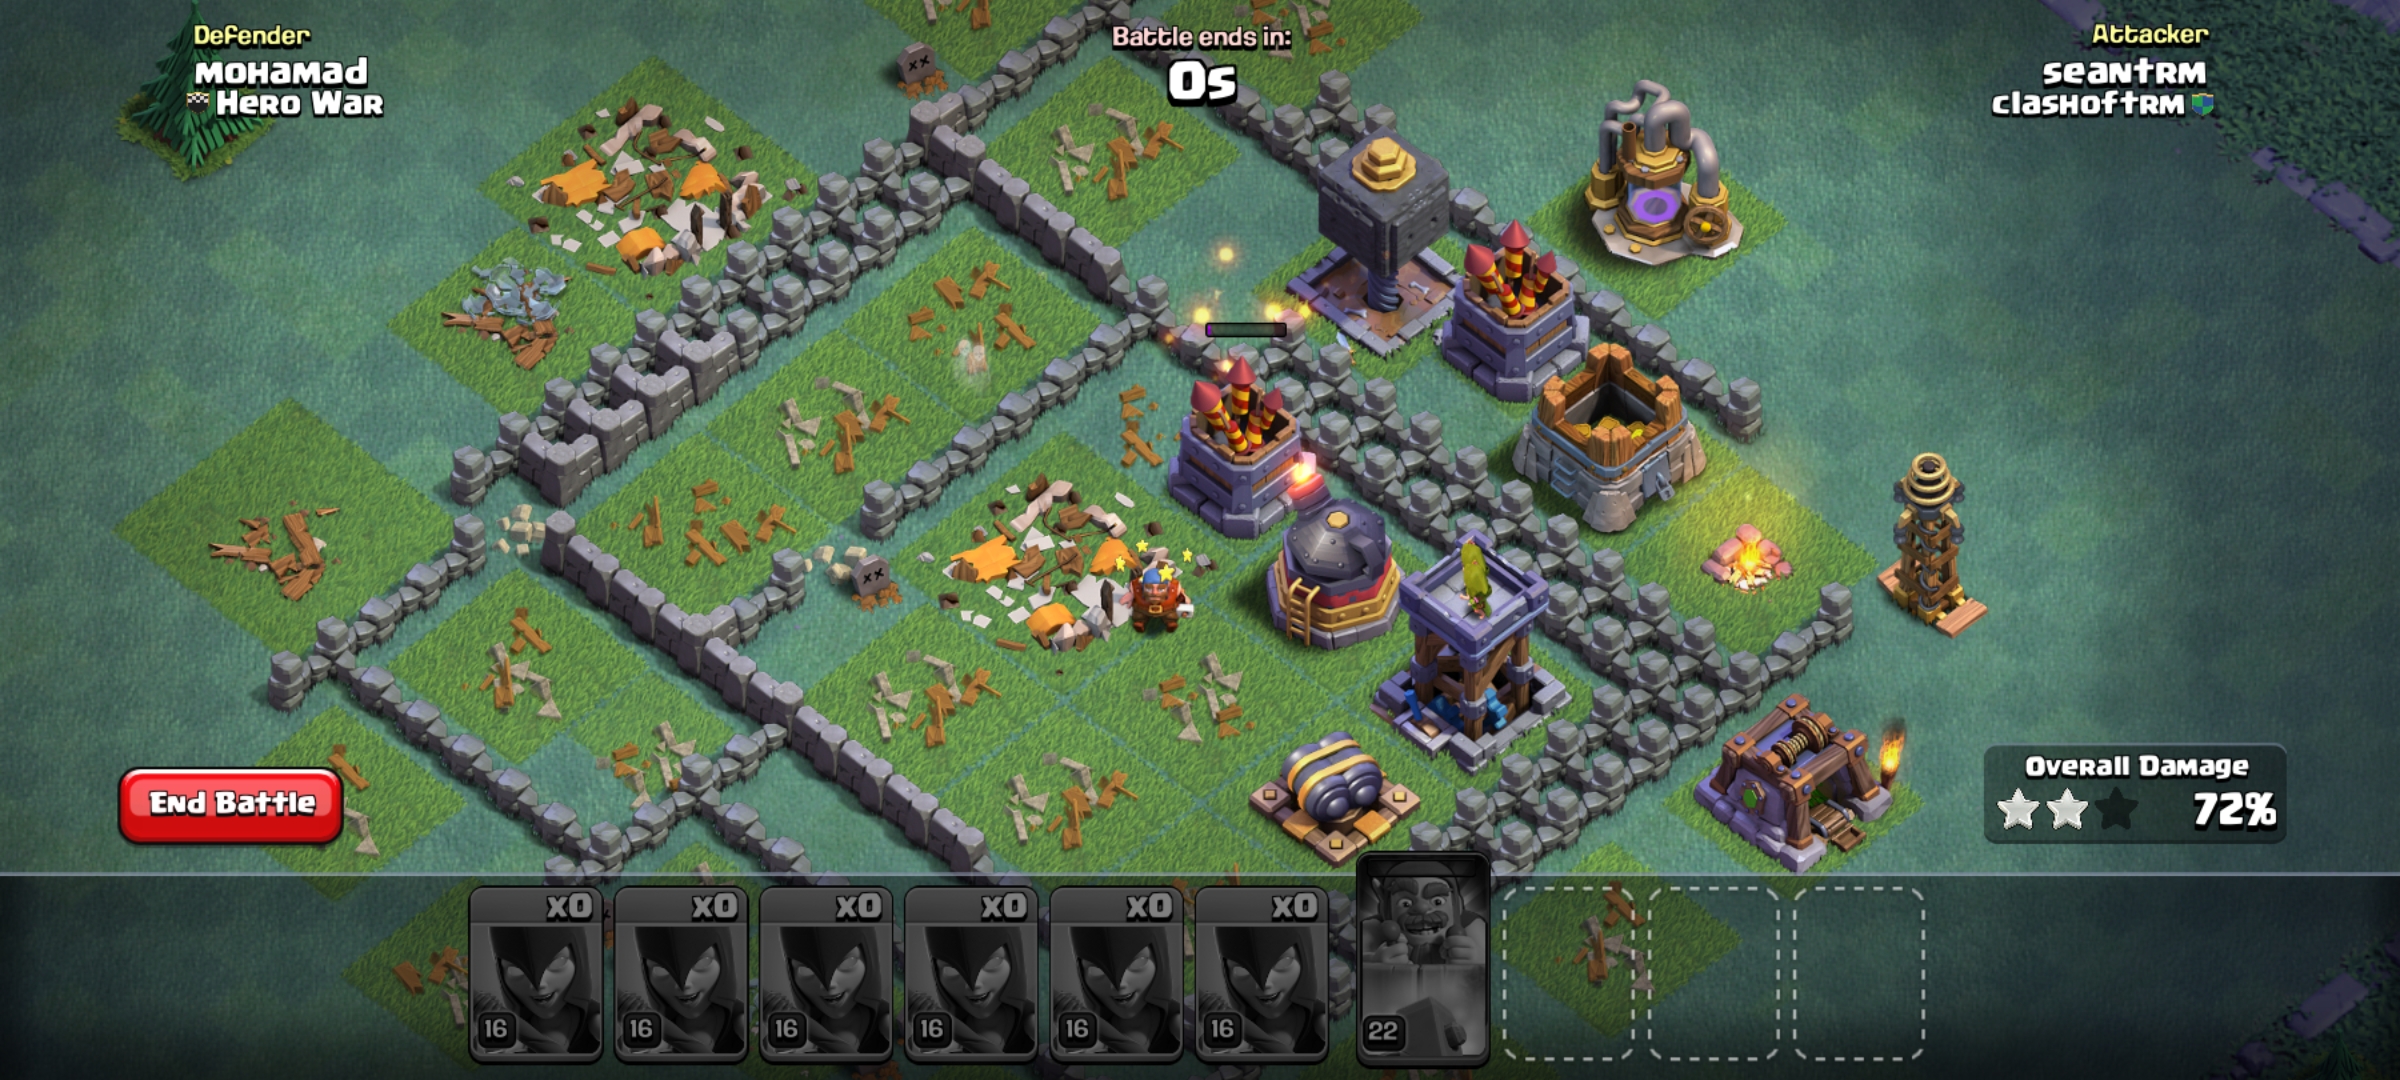 Defender
MOHAMAD
Hero War
Battle ends in:
0s
Attacker
seantRM
clashoftRM
End Battle
Overall Damage
72%
x0
x0
x0
x0
x0
x0
16
16
16
16
16
16
22